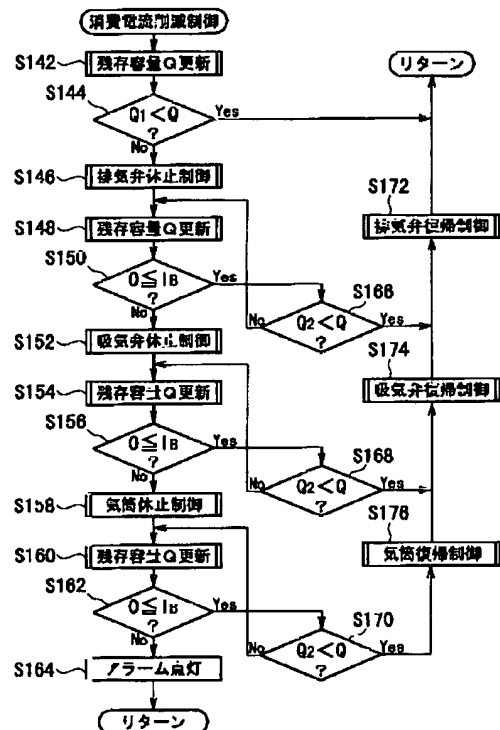 消費電流削減制御
S142
残存容量Q更新
リターン
S144
Q1<Q
?
Yes
No
S146
排気弁休止制御
S172
排気弁復帰制御
S148
残存容量Q更新
S150
0≦IB
?
Yes
No
S166
Q2<Q
?
No
Yes
S152
吸気弁休止制御
S174
吸気弁復帰制御
S154
残存容量Q更新
S156
0≦IB
?
Yes
No
S168
Q2<Q
?
No
Yes
S158
気筒休止制御
S176
気筒復帰制御
S160
残存容量Q更新
S162
0≦IB
?
Yes
No
S170
Q2<Q
?
No
Yes
S164
アラーム点灯
リターン